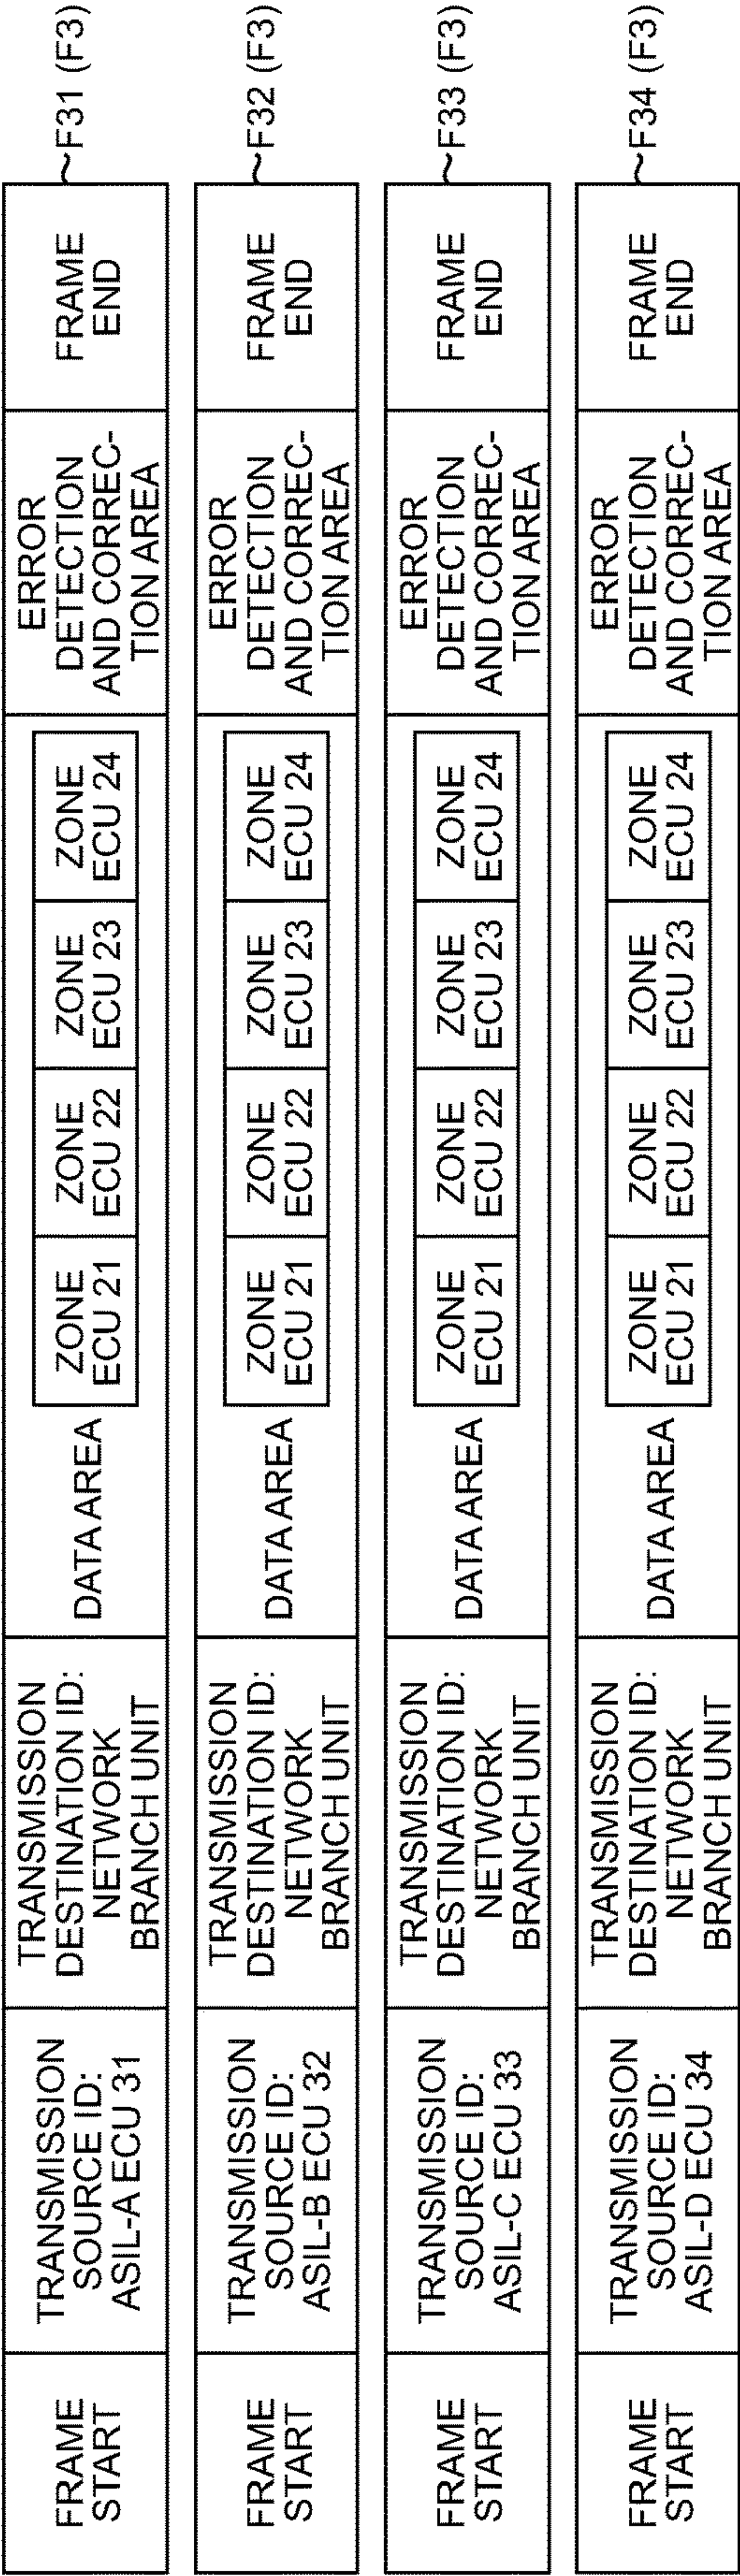 FRAME
START
TRANSMISSION
SOURCE ID:
ASIL-A ECU 31
TRANSMISSION
DESTINATION ID:
NETWORK
BRANCH UNIT
DATA AREA
ZONE
ECU 21
ZONE
ECU 22
ZONE
ECU 23
ZONE
ECU 24
ERROR
DETECTION
AND CORREC-
TION AREA
FRAME
END
~F31 (F3)
FRAME
START
TRANSMISSION
SOURCE ID:
ASIL-B ECU 32
TRANSMISSION
DESTINATION ID:
NETWORK
BRANCH UNIT
DATA AREA
ZONE
ECU 21
ZONE
ECU 22
ZONE
ECU 23
ZONE
ECU 24
ERROR
DETECTION
AND CORREC-
TION AREA
FRAME
END
~F32 (F3)
FRAME
START
TRANSMISSION
SOURCE ID:
ASIL-C ECU 33
TRANSMISSION
DESTINATION ID:
NETWORK
BRANCH UNIT
DATA AREA
ZONE
ECU 21
ZONE
ECU 22
ZONE
ECU 23
ZONE
ECU 24
ERROR
DETECTION
AND CORREC-
TION AREA
FRAME
END
~F33 (F3)
FRAME
START
TRANSMISSION
SOURCE ID:
ASIL-D ECU 34
TRANSMISSION
DESTINATION ID:
NETWORK
BRANCH UNIT
DATA AREA
ZONE
ECU 21
ZONE
ECU 22
ZONE
ECU 23
ZONE
ECU 24
ERROR
DETECTION
AND CORREC-
TION AREA
FRAME
END
~F34 (F3)